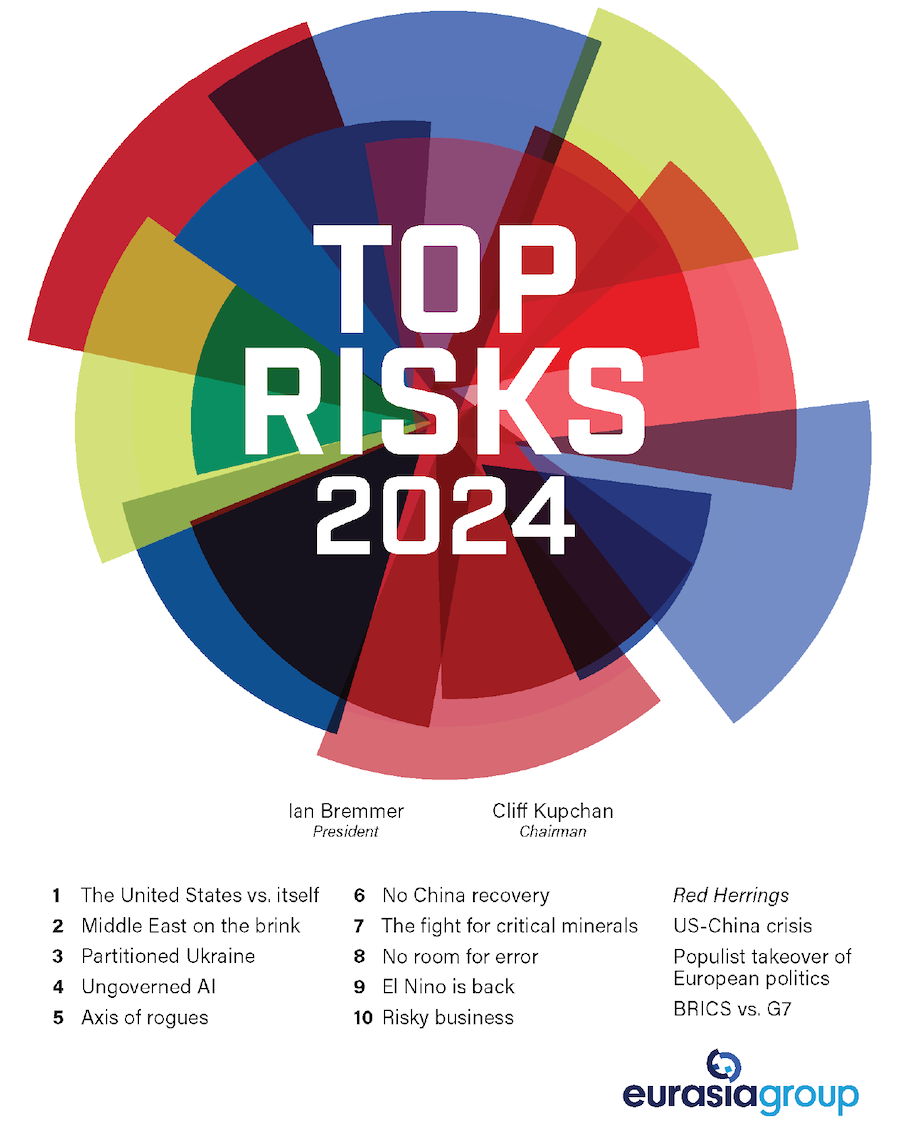 TOP
RISKS
2024
Ian Bremmer
President
Cliff Kupchan
Chairman
1 The United States vs. itself
2 Middle East on the brink
3 Partitioned Ukraine
4 Ungoverned AI
5 Axis of rogues
6 No China recovery
7 The fight for critical minerals
8 No room for error
9 El Nino is back
10 Risky business
Red Herrings
US-China crisis
Populist takeover of
European politics
BRICS vs. G7
eurasiagroup